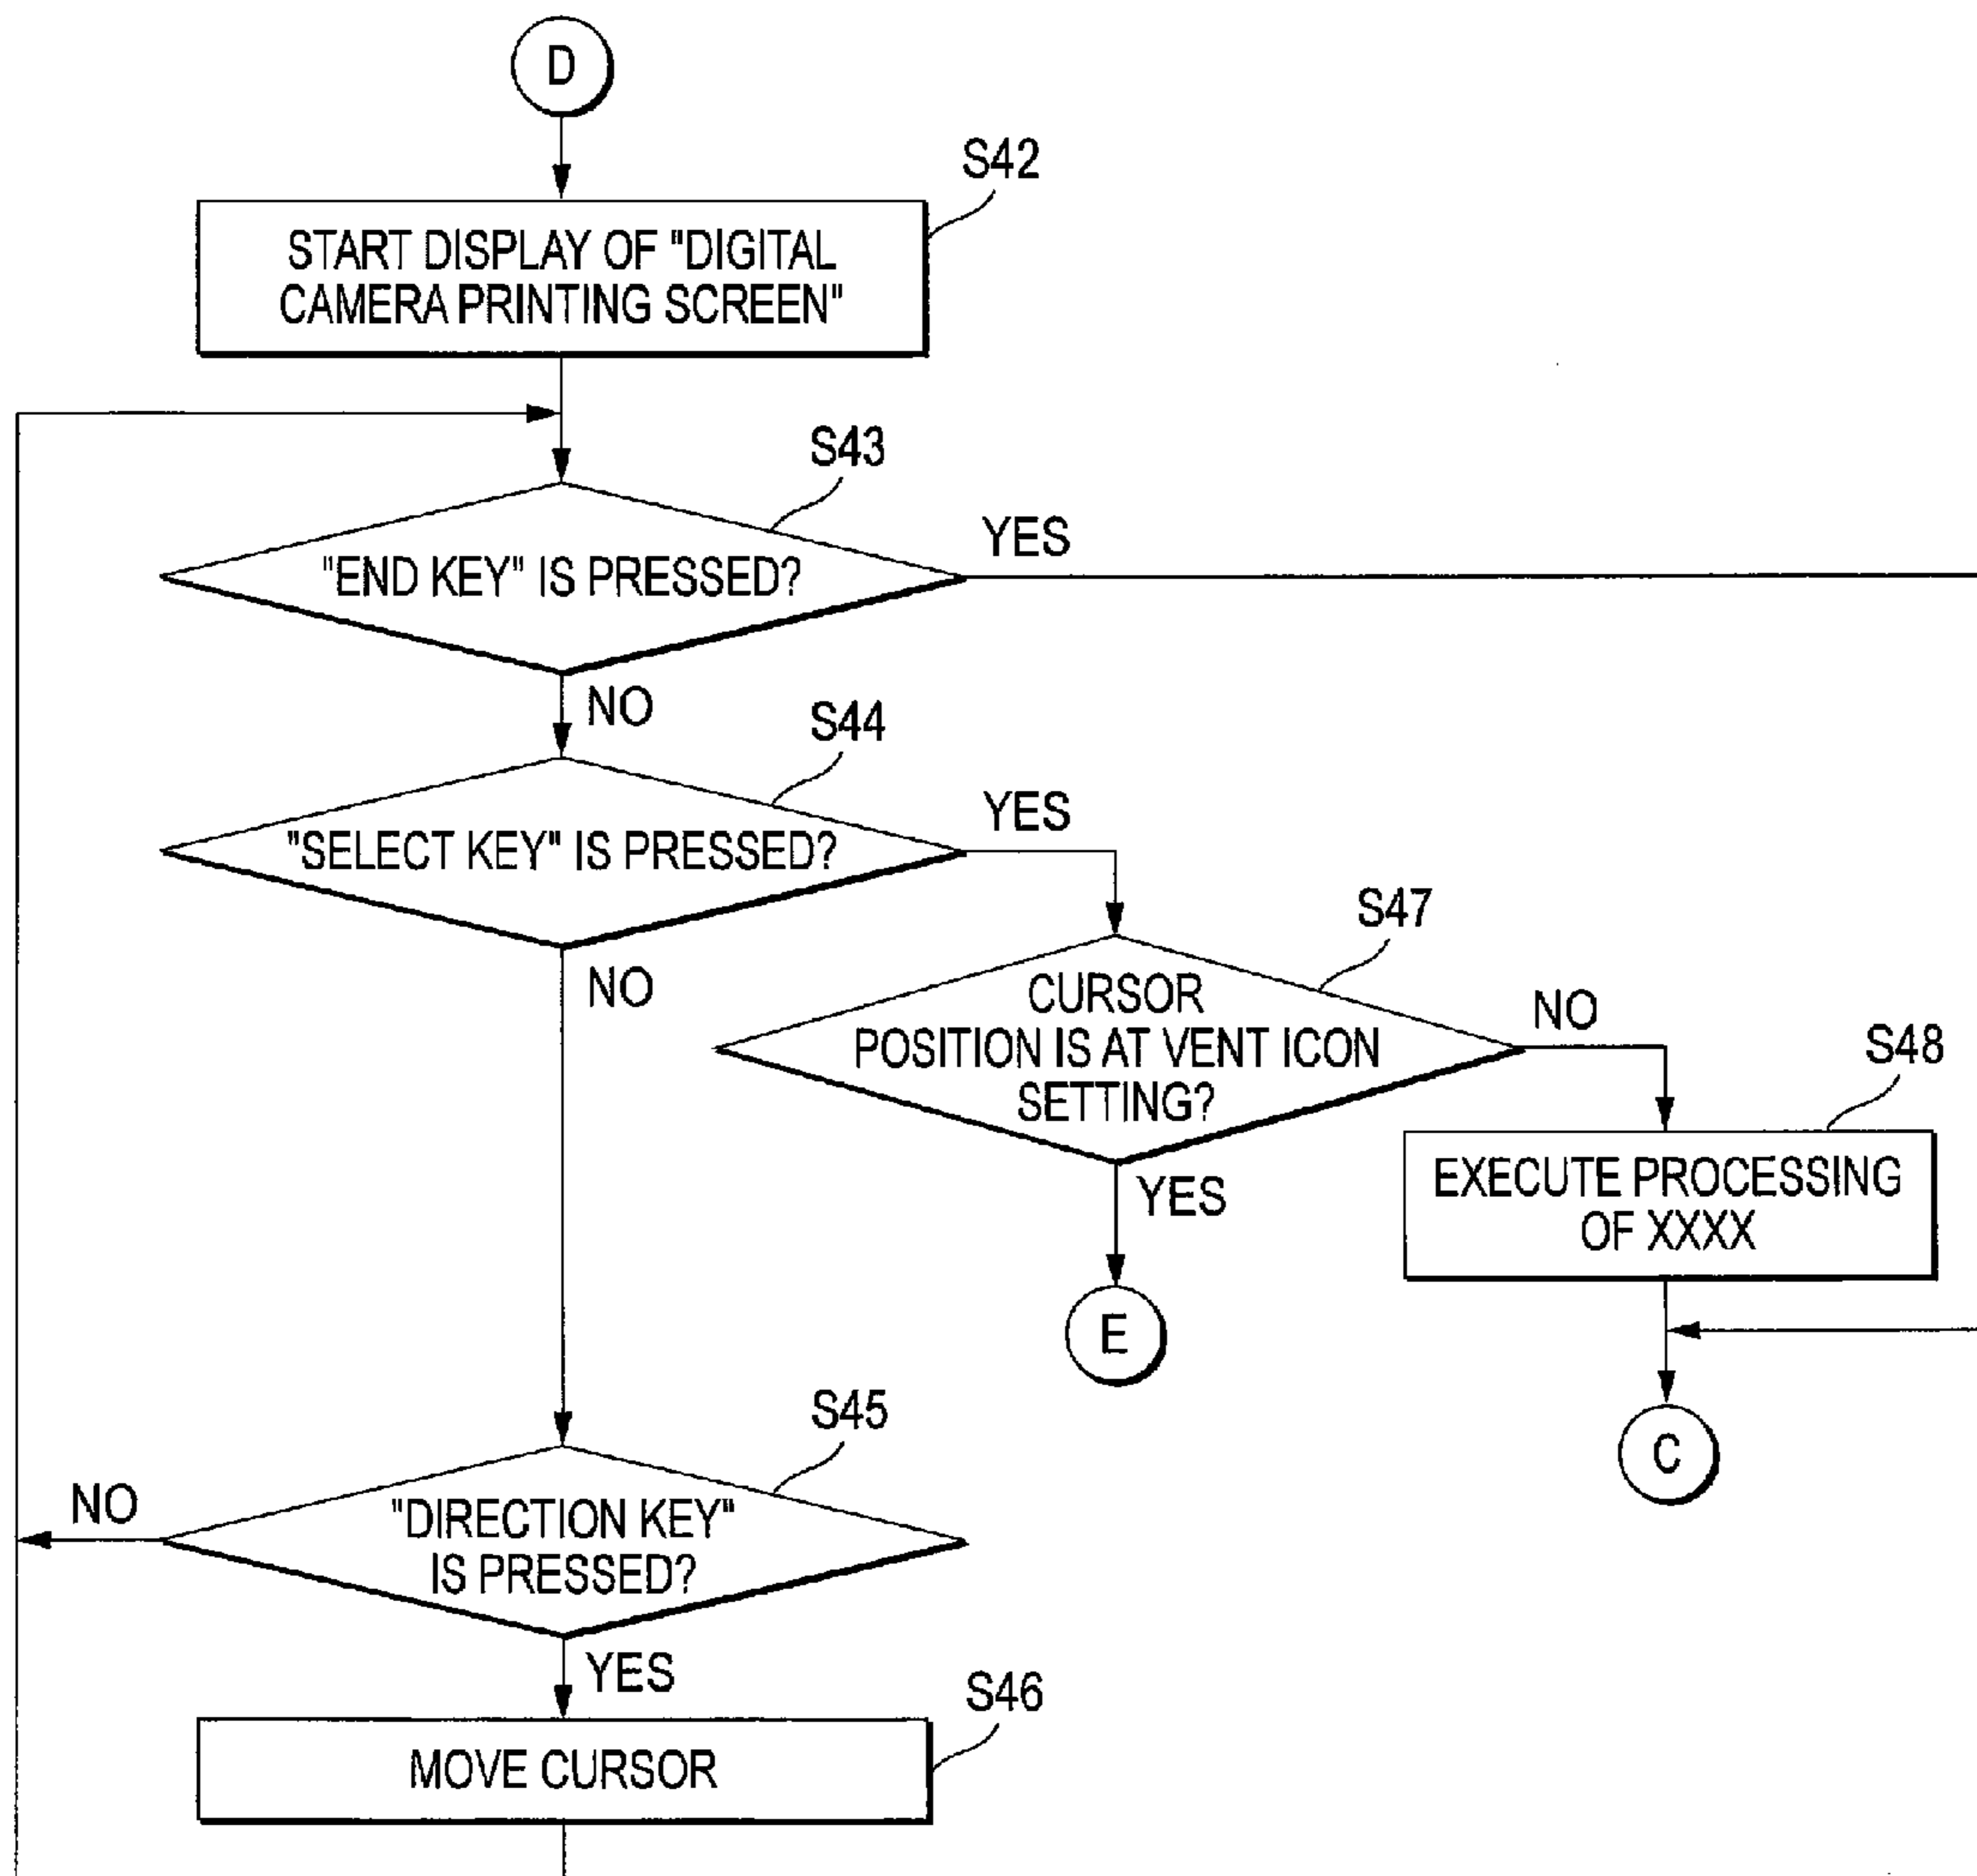 D
S42
START DISPLAY OF "DIGITAL
CAMERA PRINTING SCREEN"
S43
"END KEY" IS PRESSED?
YES
NO
S44
"SELECT KEY" IS PRESSED?
YES
NO
S47
CURSOR
POSITION IS AT VENT ICON
SETTING?
NO
YES
S48
EXECUTE PROCESSING
OF XXXX
E
C
S45
"DIRECTION KEY"
IS PRESSED?
NO
YES
S46
MOVE CURSOR